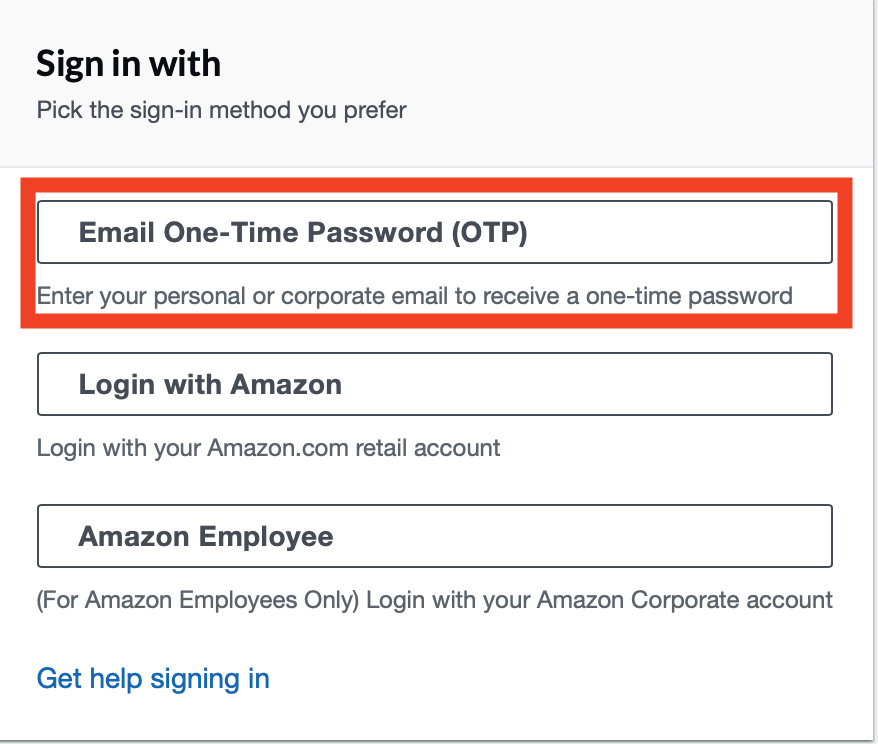 Sign in with
Pick the sign-in method you prefer
Email One-Time Password (OTP)
Enter your personal or corporate email to receive a one-time password
Login with Amazon
Login with your Amazon.com retail account
Amazon Employee
(For Amazon Employees Only) Login with your Amazon Corporate account
Get help signing in